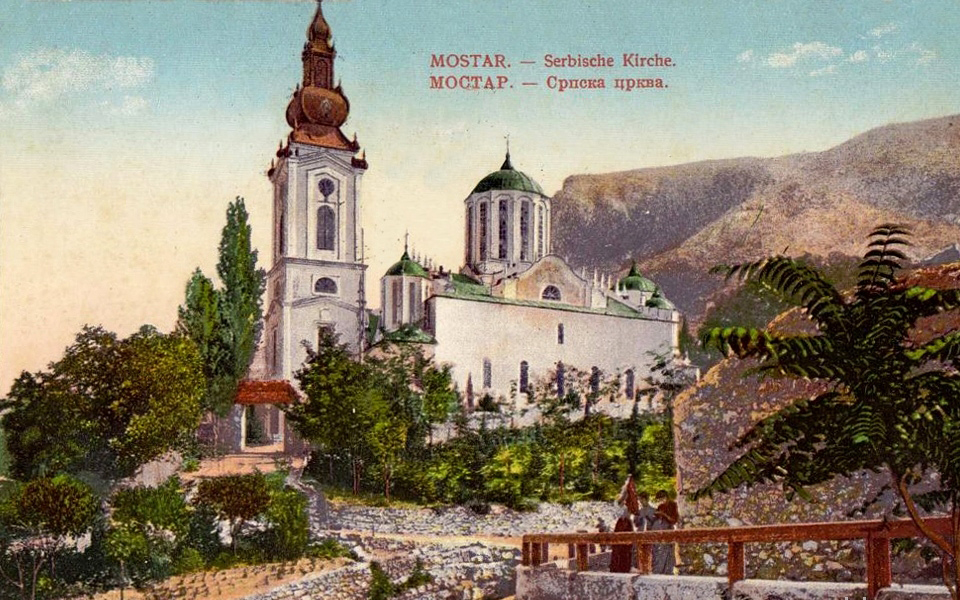 MOSTAR. — Serbische Kirche.
МОСТАР. — Српска црква.